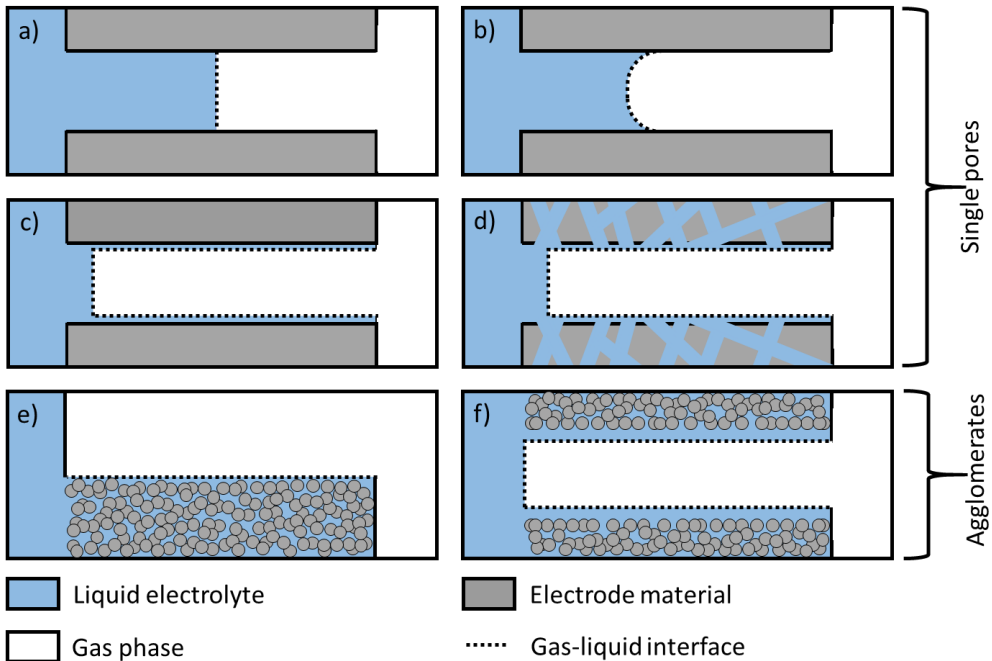 a)
b)
c)
d)
Single pores
e)
f)
Agglomerates
Liquid electrolyte
Electrode material
Gas phase
Gas-liquid interface